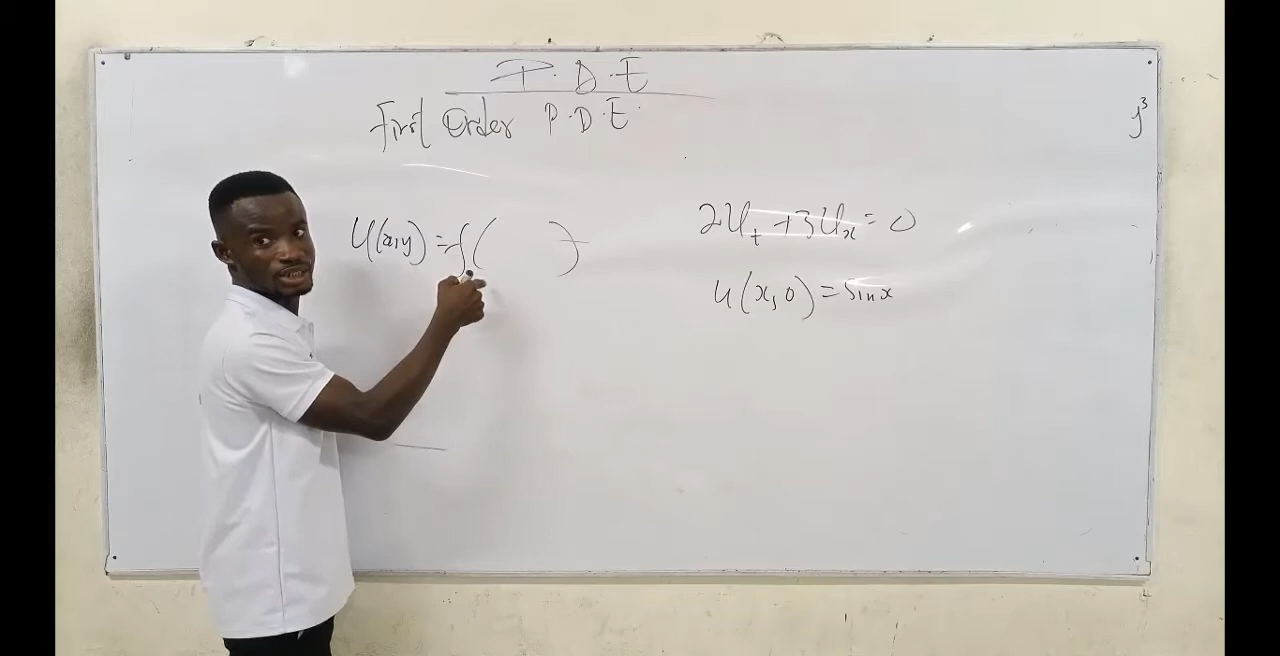 P.D.E
First Order P.D.E.
U(x,y) = f(      )
2U_t + 3U_x = 0
u(x, 0) = Sin x